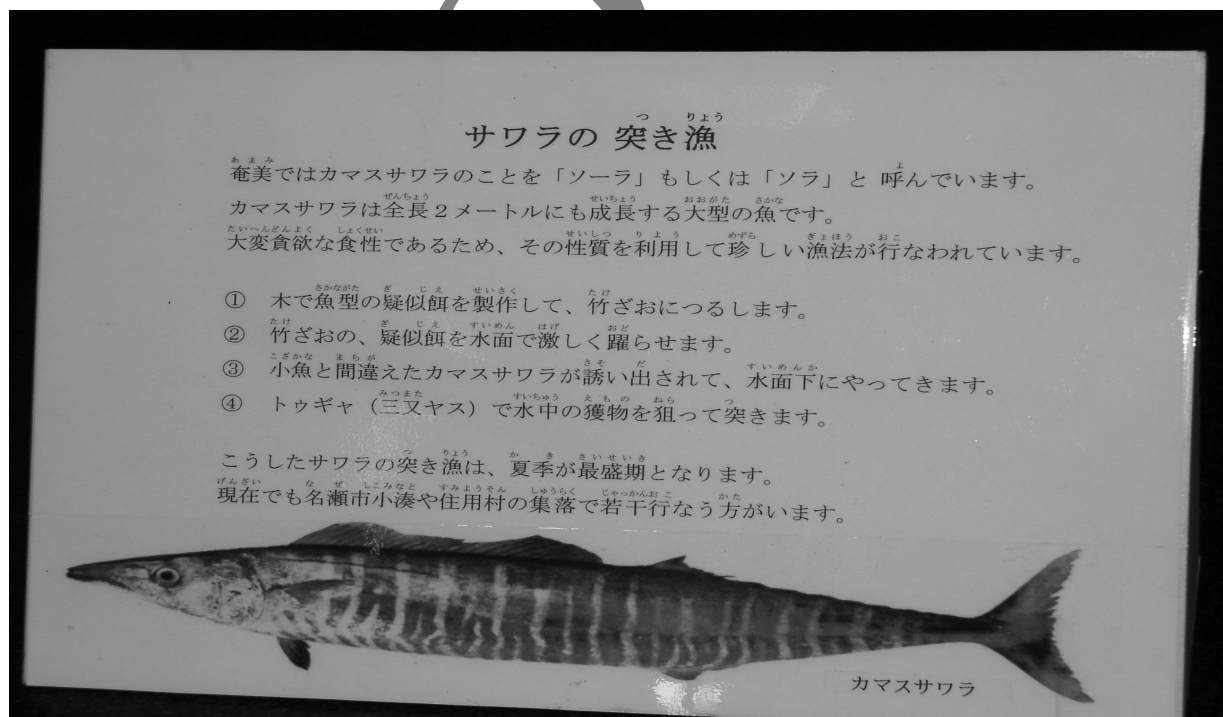 サワラの 突き漁
奄美ではカマスサワラのことを「ソーラ」もしくは「ソラ」と 呼んでいます。
カマスサワラは全長2メートルにも成長する大型の魚です。
大変貪欲な食性であるため、その性質を利用して珍しい漁法が行なわれています。
① 木で魚型の疑似餌を製作して、竹ざおにつるします。
② 竹ざおの、疑似餌を水面で激しく躍らせます。
③ 小魚と間違えたカマスサワラが誘い出されて、水面下にやってきます。
④ トゥギャ（三又ヤス）で水中の獲物を狙って突きます。
こうしたサワラの突き漁は、夏季が最盛期となります。
現在でも名瀬市小湊や住用村の集落で若干行なう方がいます。
カマスサワラ